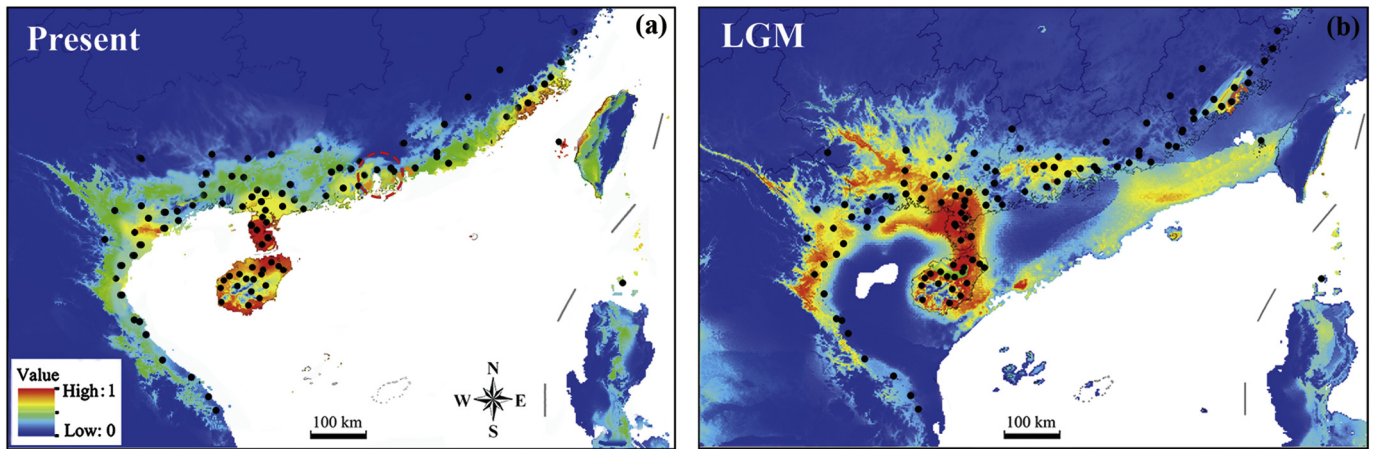 Present
(a)
Value
High: 1
Low: 0
100 km
N
W E
S
LGM
(b)
100 km